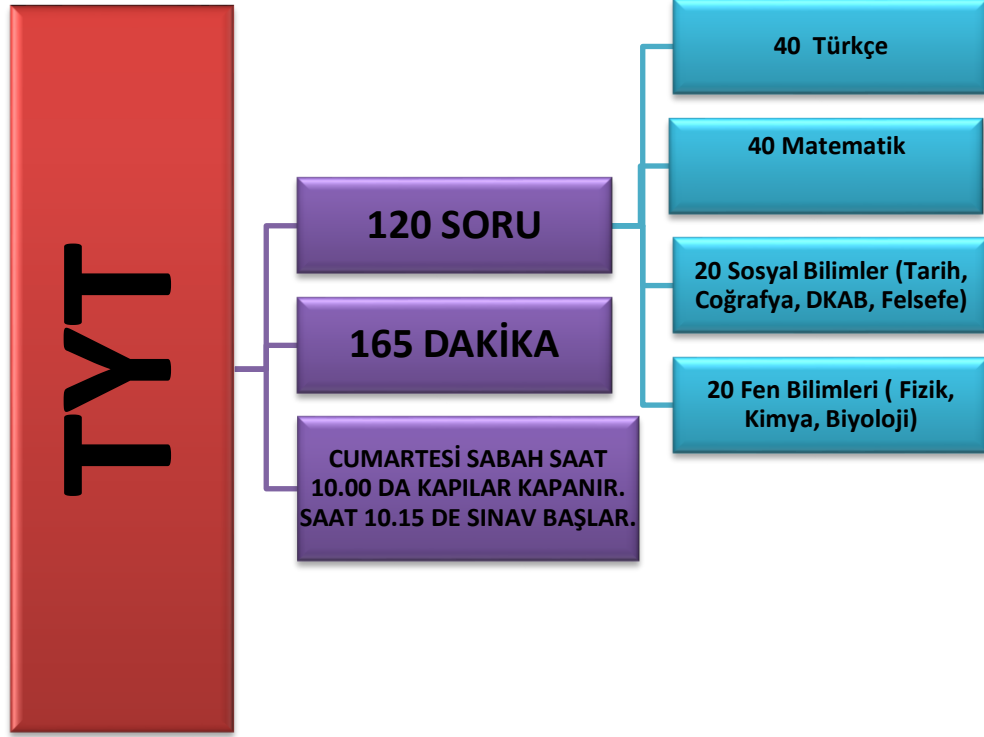 TYT
120 SORU
165 DAKİKA
CUMARTESİ SABAH SAAT
10.00 DA KAPILAR KAPANIR.
SAAT 10.15 DE SINAV BAŞLAR.
40 Türkçe
40 Matematik
20 Sosyal Bilimler (Tarih,
Coğrafya, DKAB, Felsefe)
20 Fen Bilimleri ( Fizik,
Kimya, Biyoloji)